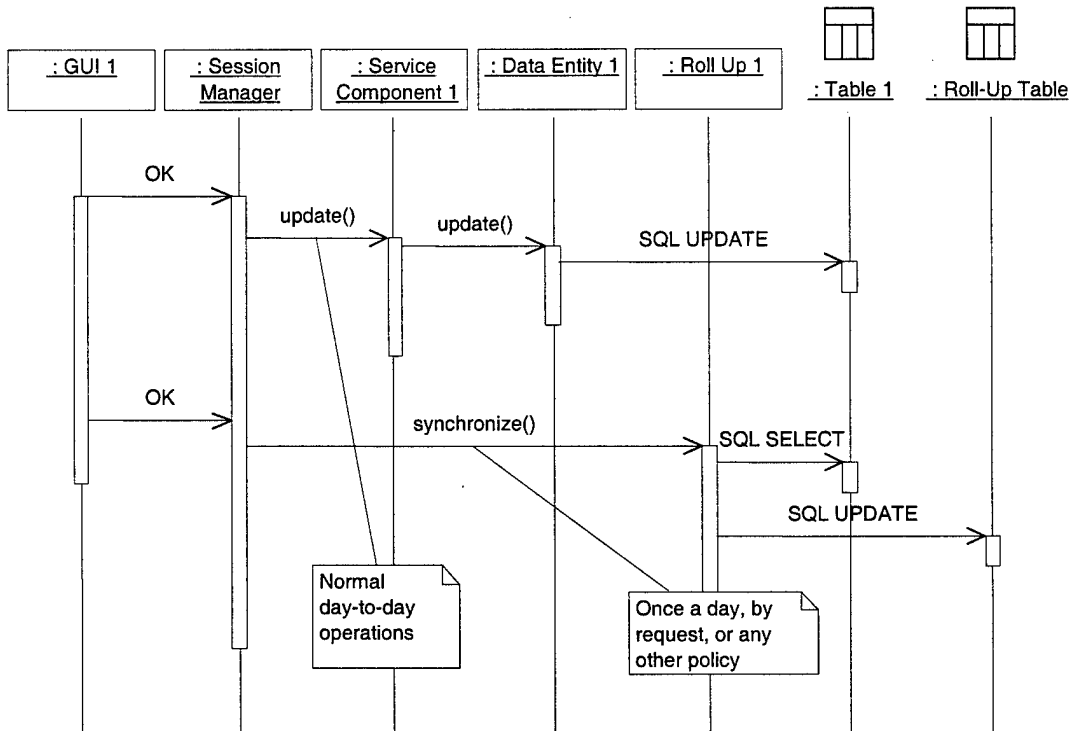 : GUI 1
: Session
Manager
: Service
Component 1
: Data Entity 1
: Roll Up 1
: Table 1
: Roll-Up Table
OK
update()
update()
SQL UPDATE
OK
synchronize()
SQL SELECT
SQL UPDATE
Normal
day-to-day
operations
Once a day, by
request, or any
other policy